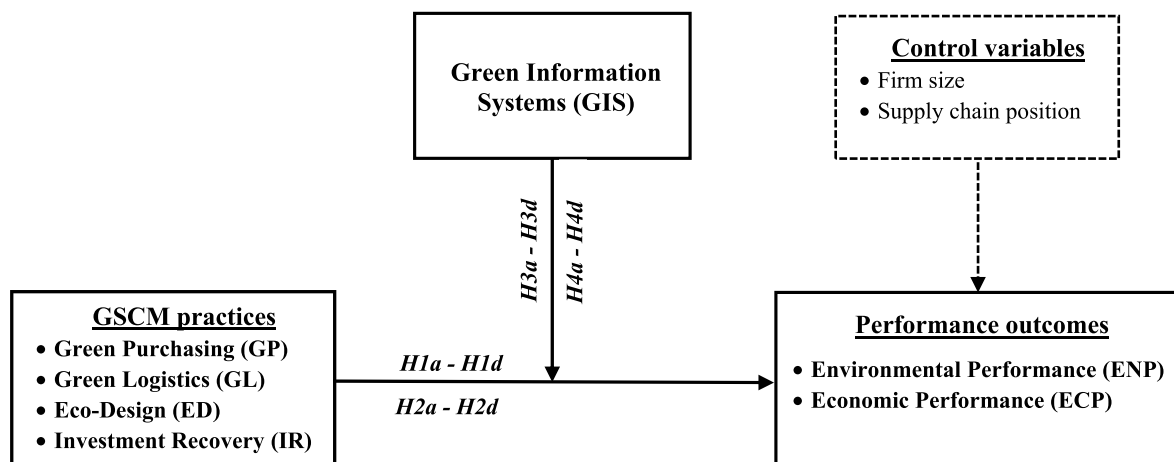 Green Information
Systems (GIS)
Control variables
• Firm size
• Supply chain position
H3a - H3d
H4a - H4d
GSCM practices
• Green Purchasing (GP)
• Green Logistics (GL)
• Eco-Design (ED)
• Investment Recovery (IR)
H1a - H1d
H2a - H2d
Performance outcomes
• Environmental Performance (ENP)
• Economic Performance (ECP)